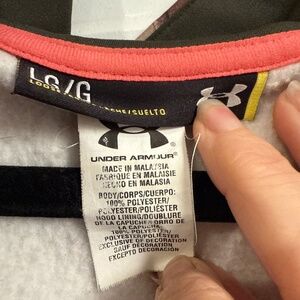 LG/G
LOOSE
/SUELTO
UNDER ARMOUR®
MADE IN MALAYSIA
FABRIQUÉ EN MALAISIE
HECHO EN MALASIA
BODY/CORPS/CUERPO:
100% POLYESTER/
POLYESTER/POLIÉSTER
HOOD LINING/DOUBLURE
DE LA CAPUCHE/FORRO DE
LA CAPUCHA:
100% POLYESTER/
POLYESTER/POLIÉSTER
EXCLUSIVE OF DECORATION
SAUF DÉCORATION
EXCEPTO DECORACIÓN